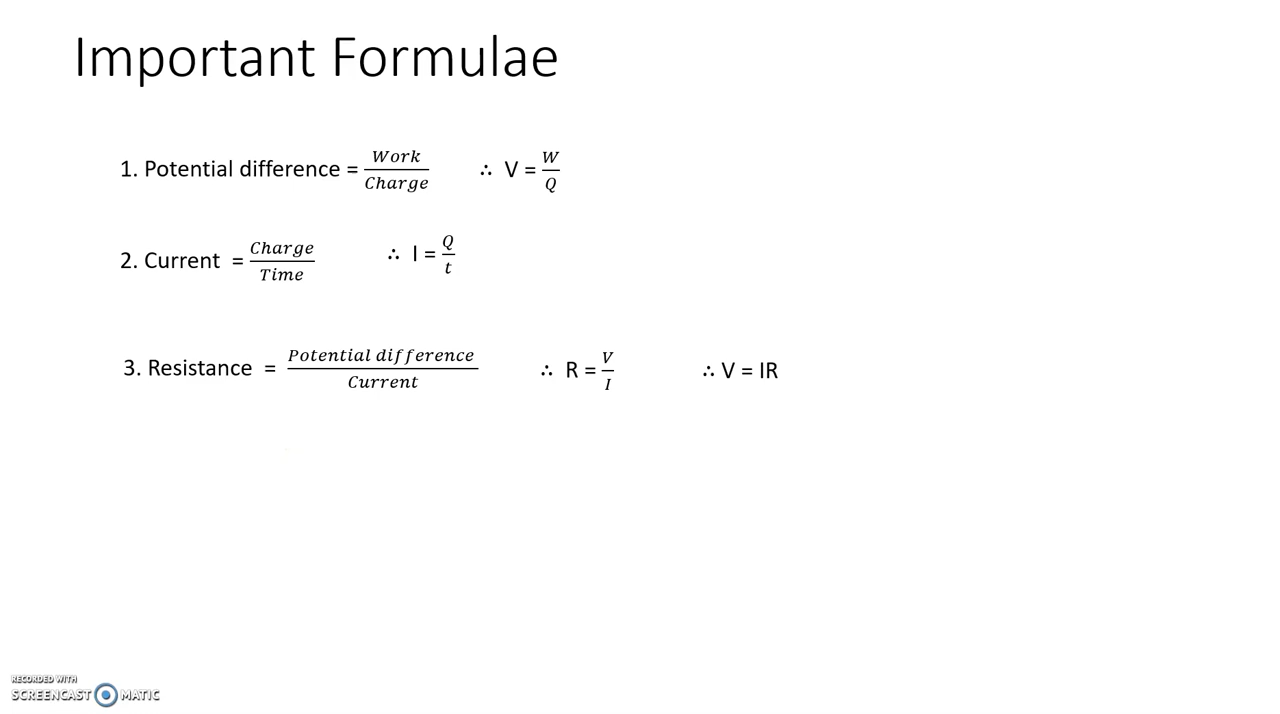 Important Formulae
1. Potential difference = Work/Charge ∴ V = W/Q
2. Current = Charge/Time ∴ I = Q/t
3. Resistance = Potential difference/Current ∴ R = V/I ∴ V = IR
RECORDED WITH
SCREENCAST MATIC